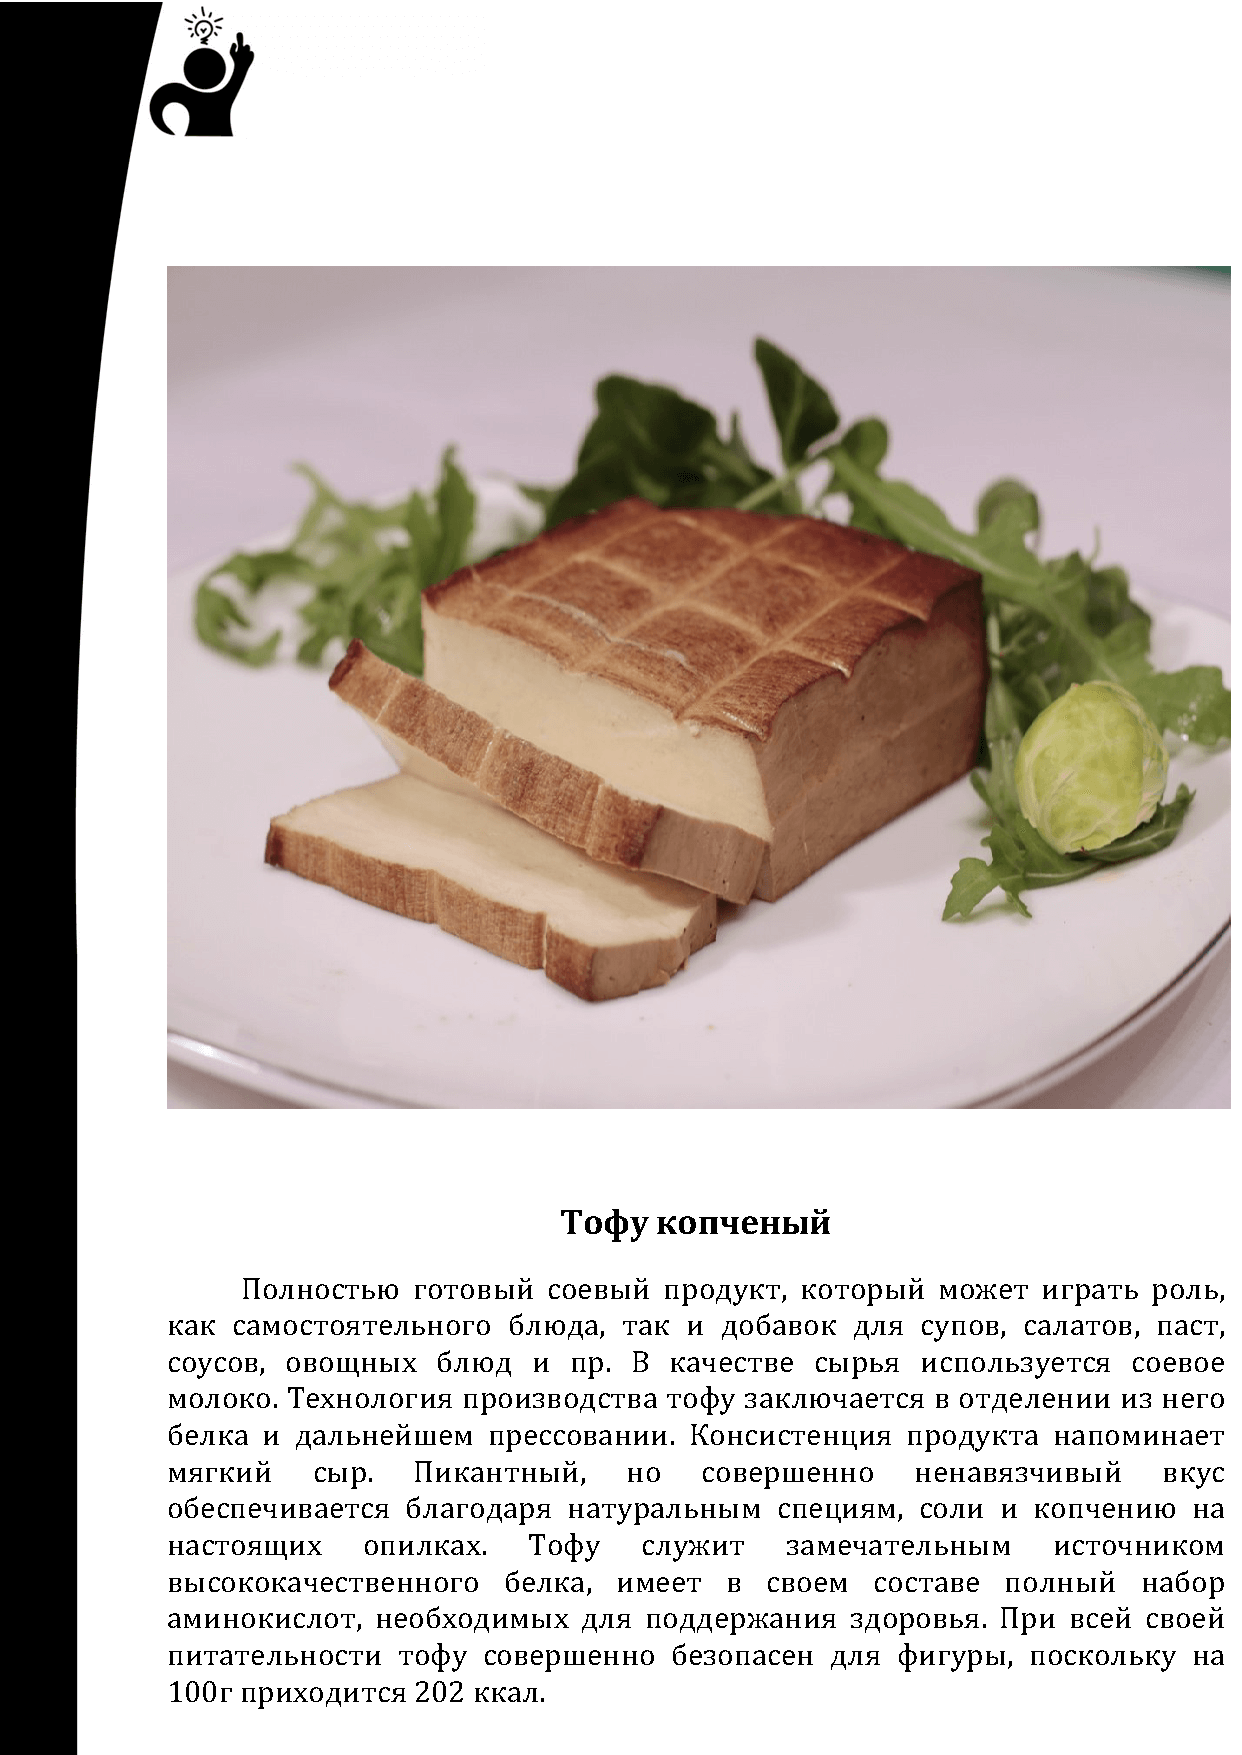 Тофу копченый
Полностью готовый соевый продукт, который может играть роль,
как самостоятельного блюда, так и добавок для супов, салатов, паст,
соусов, овощных блюд и пр. В качестве сырья используется соевое
молоко. Технология производства тофу заключается в отделении из него
белка и дальнейшем прессовании. Консистенция продукта напоминает
мягкий сыр. Пикантный, но совершенно ненавязчивый вкус
обеспечивается благодаря натуральным специям, соли и копчению на
настоящих опилках. Тофу служит замечательным источником
высококачественного белка, имеет в своем составе полный набор
аминокислот, необходимых для поддержания здоровья. При всей своей
питательности тофу совершенно безопасен для фигуры, поскольку на
100г приходится 202 ккал.